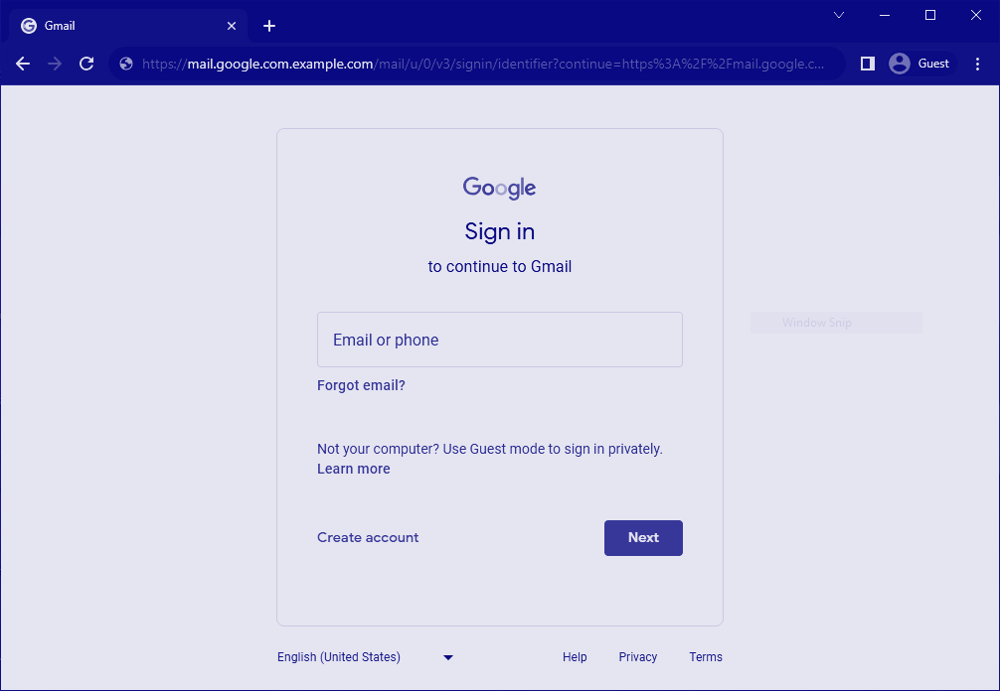 Gmail
https://mail.google.com.example.com/mail/u/0/v3/signin/identifier?continue=https%3A%2F%2Fmail.google.c...
Guest
Google
Sign in
to continue to Gmail
Email or phone
Window Snip
Forgot email?
Not your computer? Use Guest mode to sign in privately.
Learn more
Create account
Next
English (United States)
Help
Privacy
Terms